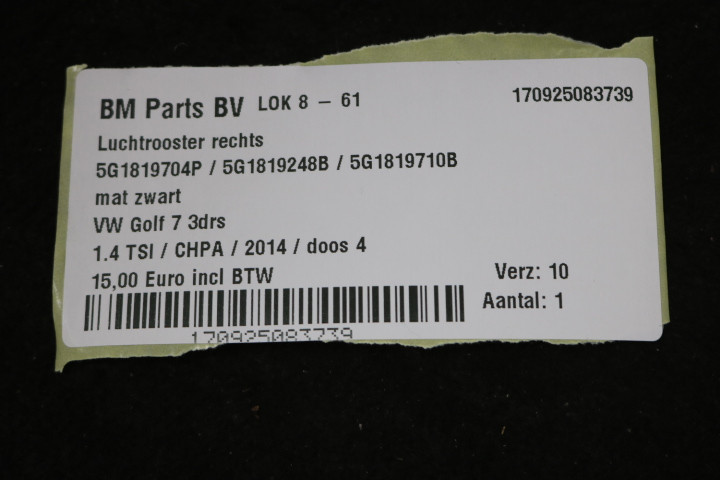 BM Parts BV LOK 8 – 61 170925083739
Luchtrooster rechts
5G1819704P / 5G1819248B / 5G1819710B
mat zwart
VW Golf 7 3drs
1.4 TSI / CHPA / 2014 / doos 4
15,00 Euro incl BTW Verz: 10
Aantal: 1
170925083739